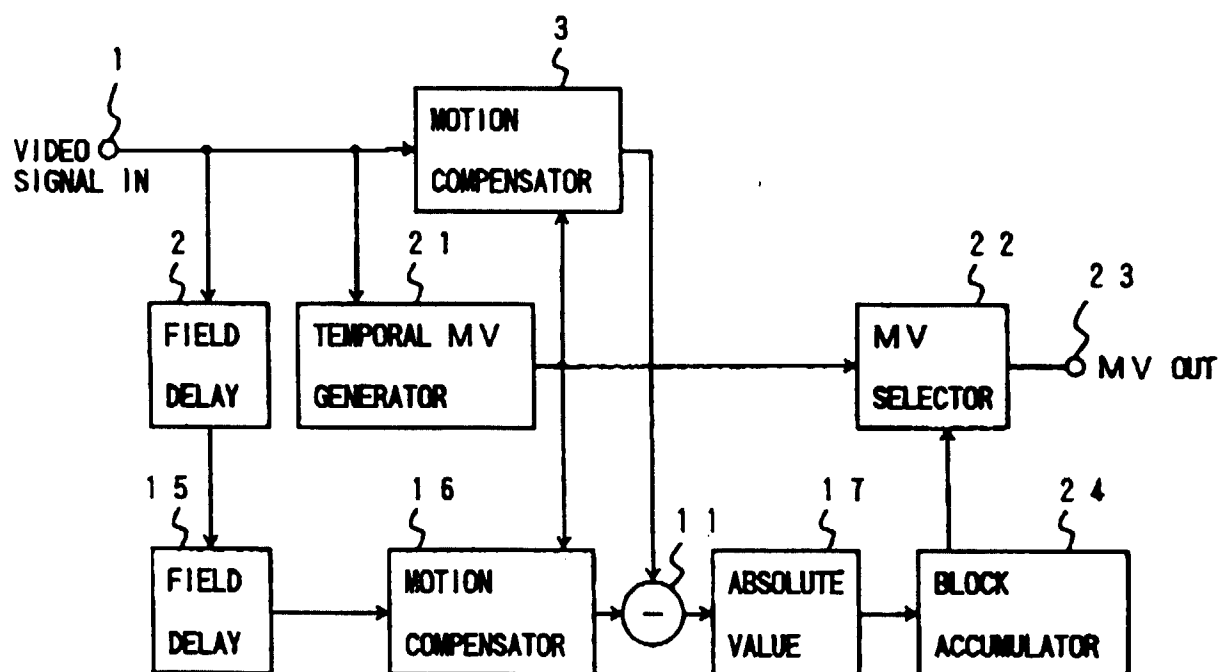 1
VIDEO
SIGNAL IN
3
MOTION
COMPENSATOR
2
FIELD
DELAY
2 1
TEMPORAL MV
GENERATOR
2 2
MV
SELECTOR
2 3
MV OUT
1 5
FIELD
DELAY
1 6
MOTION
COMPENSATOR
1 1
−
1 7
ABSOLUTE
VALUE
2 4
BLOCK
ACCUMULATOR